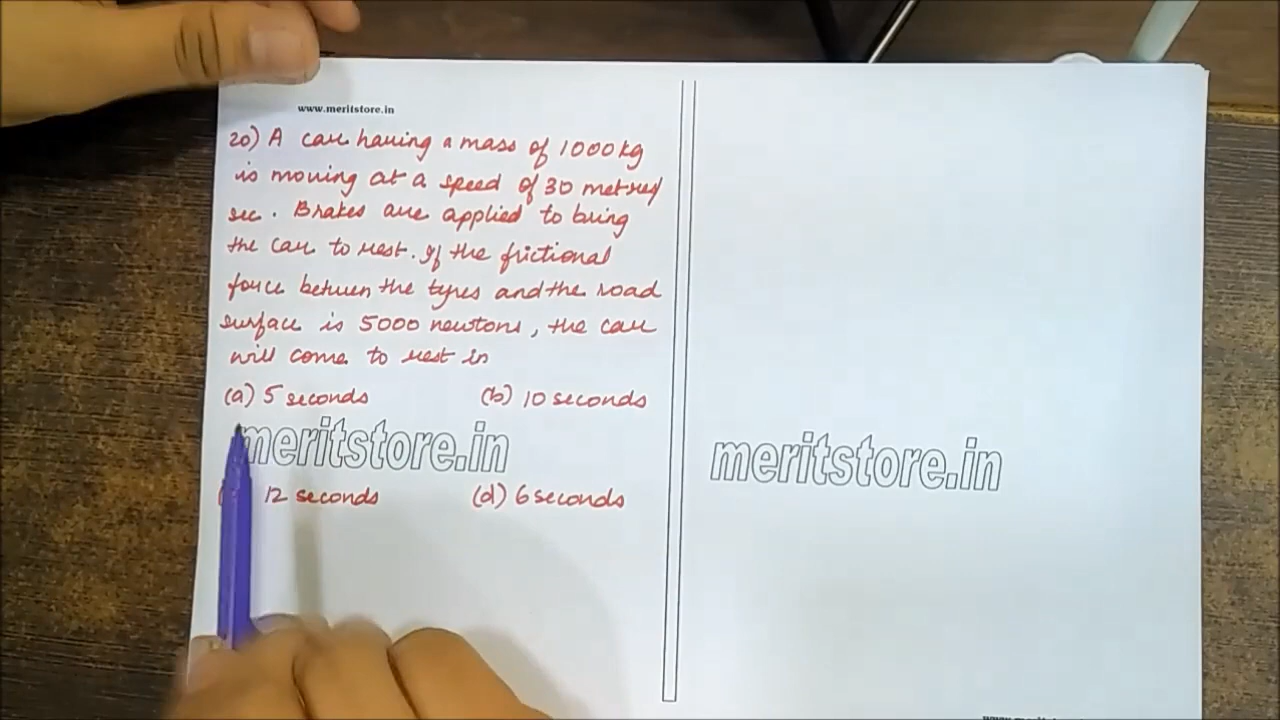 www.meritstore.in
20) A car having a mass of 1000kg
is moving at a speed of 30 metres/
sec. Brakes are applied to bring
the car to rest. If the frictional
force between the tyres and the road
surface is 5000 newtons, the car
will come to rest in
(a) 5 seconds (b) 10 seconds
meritstore.in
12 seconds (d) 6 seconds
meritstore.in